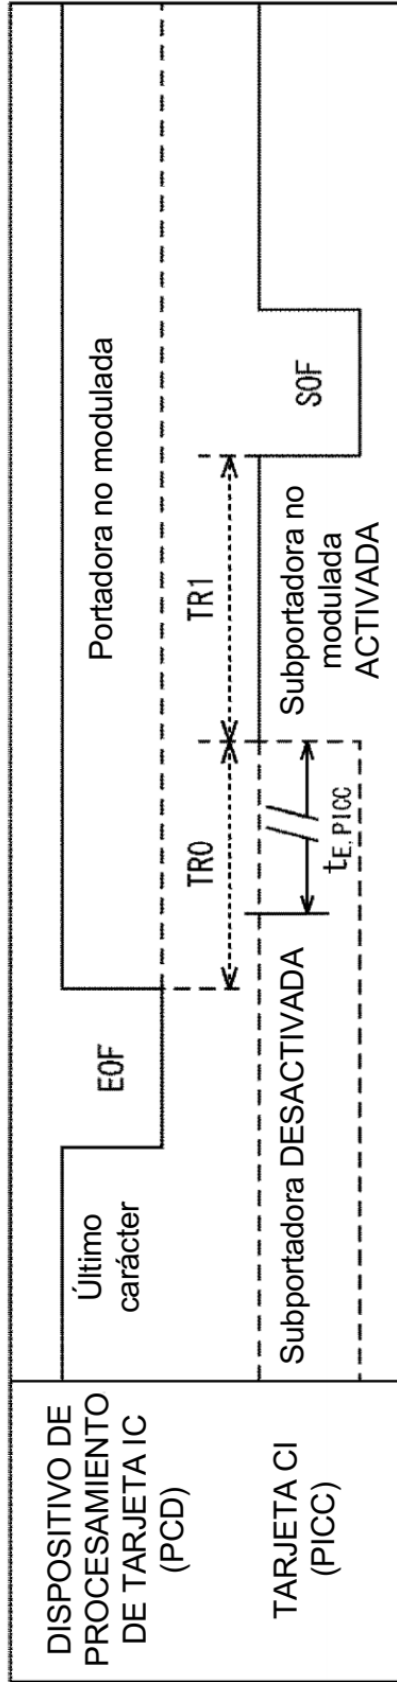 DISPOSITIVO DE
PROCESAMIENTO
DE TARJETA IC
(PCD)
Último
carácter
EOF
Portadora no modulada
TR0
TR1
TARJETA CI
(PICC)
Subportadora DESACTIVADA
tE, PICC
Subportadora no
modulada
ACTIVADA
SOF